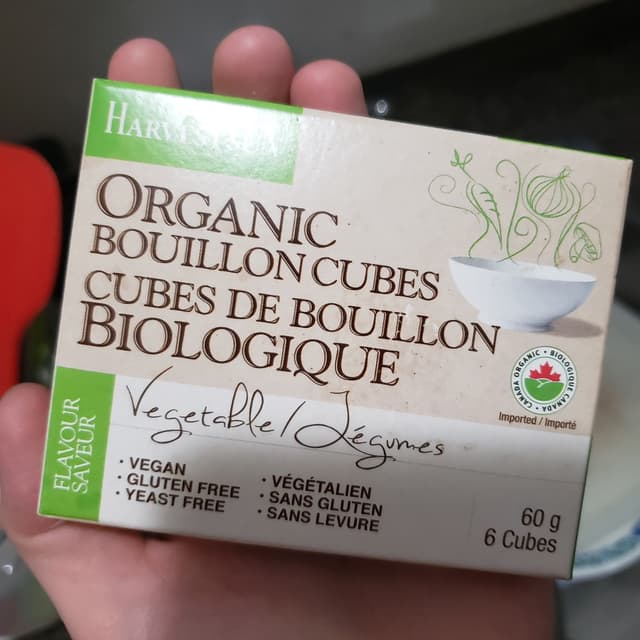 ORGANIC
BOUILLON CUBES
CUBES DE BOUILLON
BIOLOGIQUE
CANADA ORGANIC • BIOLOGIQUE CANADA •
Imported / Importé
Vegetable / Légumes
FLAVOUR
SAVEUR
• VEGAN
• GLUTEN FREE
• YEAST FREE
• VÉGÉTALIEN
• SANS GLUTEN
• SANS LEVURE
60 g
6 Cubes